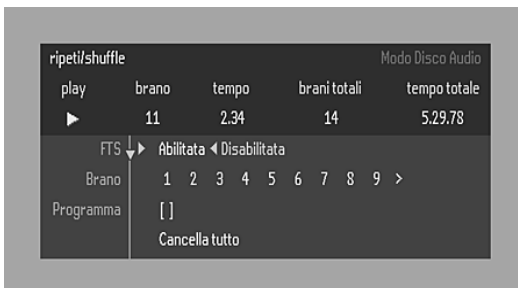 ripeti/shuffle Modo Disco Audio
play brano tempo brani totali tempo totale
11 2.34 14 5.29.78
FTS Abilitata Disabilitata
Brano 1 2 3 4 5 6 7 8 9 >
Programma [ ]
Cancella tutto